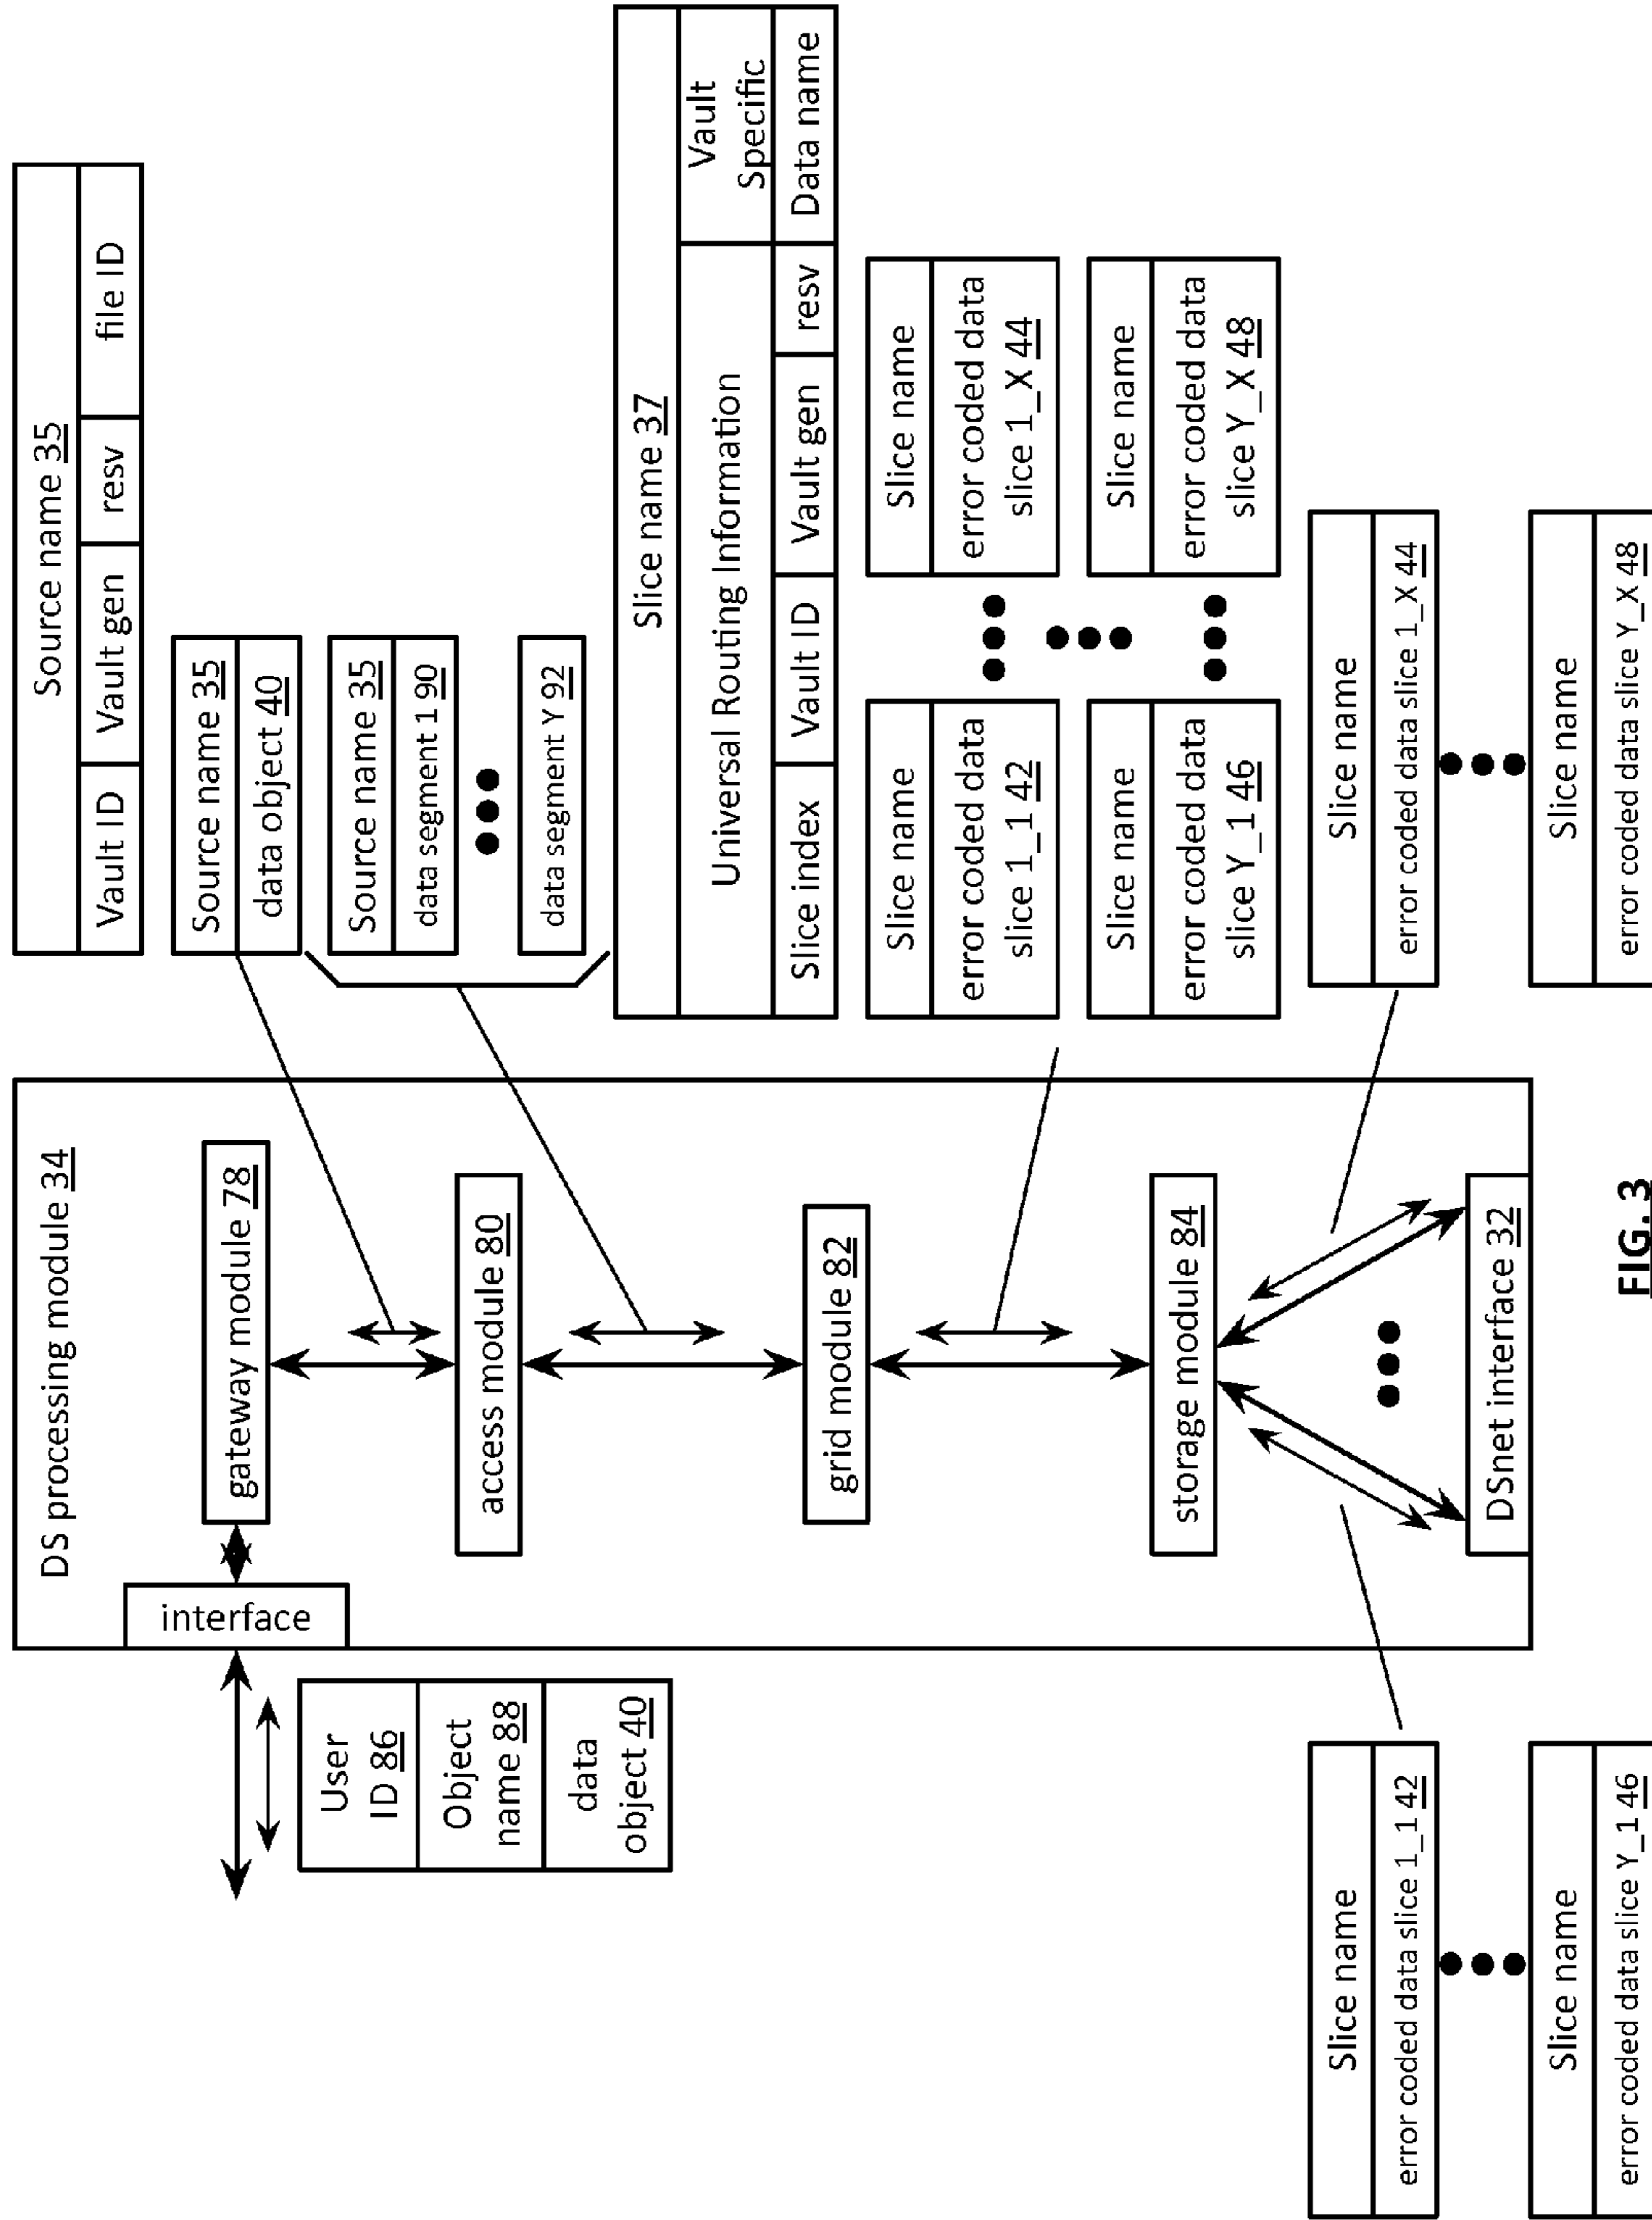 DS processing module 34
interface
gateway module 78
access module 80
grid module 82
storage module 84
DSnet interface 32
User
ID 86
Object
name 88
data
object 40
Source name 35
Vault ID
Vault gen
resv
file ID
Source name 35
data object 40
Source name 35
data segment 1 90
data segment Y 92
Slice name 37
Universal Routing Information
Vault
Specific
Slice index
Vault ID
Vault gen
resv
Data name
Slice name
error coded data
slice 1_1 42
Slice name
error coded data
slice 1_X 44
Slice name
error coded data
slice Y_1 46
Slice name
error coded data
slice Y_X 48
Slice name
error coded data slice 1_1 42
Slice name
error coded data slice Y_1 46
Slice name
error coded data slice 1_X 44
Slice name
error coded data slice Y_X 48
FIG. 3